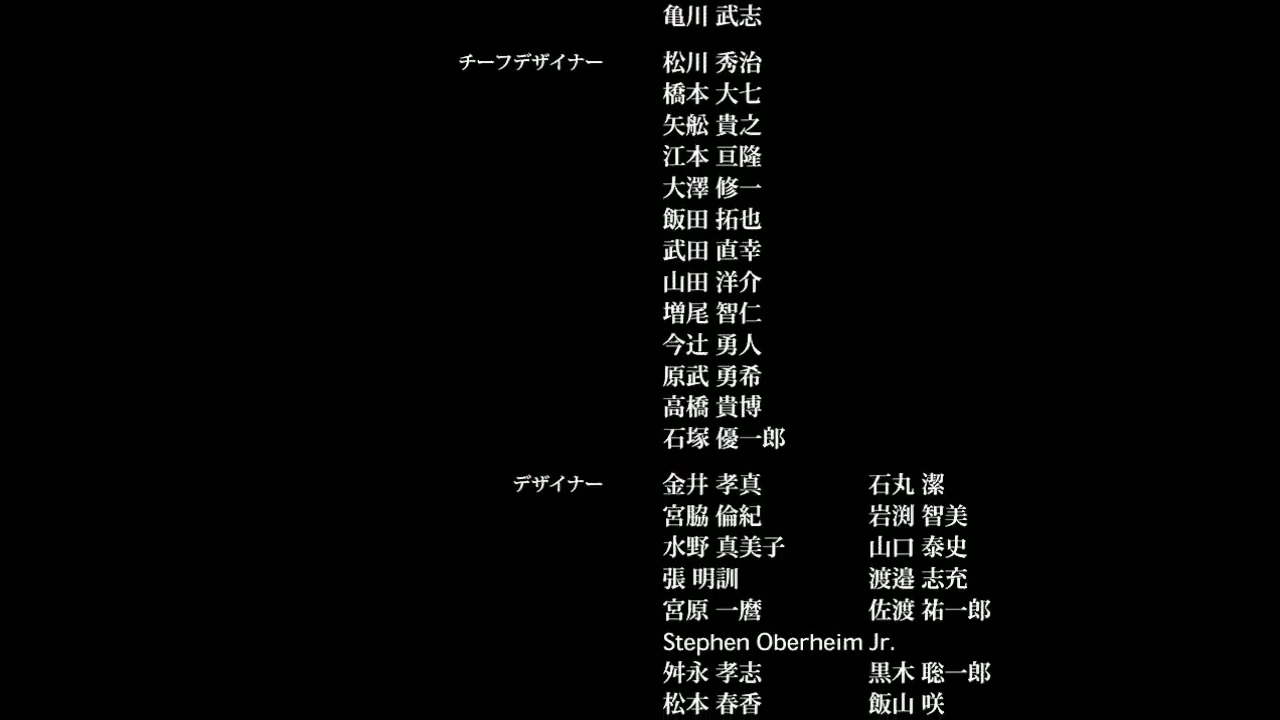 亀川 武志
チーフデザイナー 松川 秀治
橋本 大七
矢舩 貴之
江本 亘隆
大澤 修一
飯田 拓也
武田 直幸
山田 洋介
増尾 智仁
今辻 勇人
原武 勇希
高橋 貴博
石塚 優一郎
デザイナー 金井 孝真 石丸 潔
宮脇 倫紀 岩渕 智美
水野 真美子 山口 泰史
張 明訓 渡邉 志充
宮原 一麿 佐渡 祐一郎
Stephen Oberheim Jr.
舛永 孝志 黒木 聡一郎
松本 春香 飯山 咲